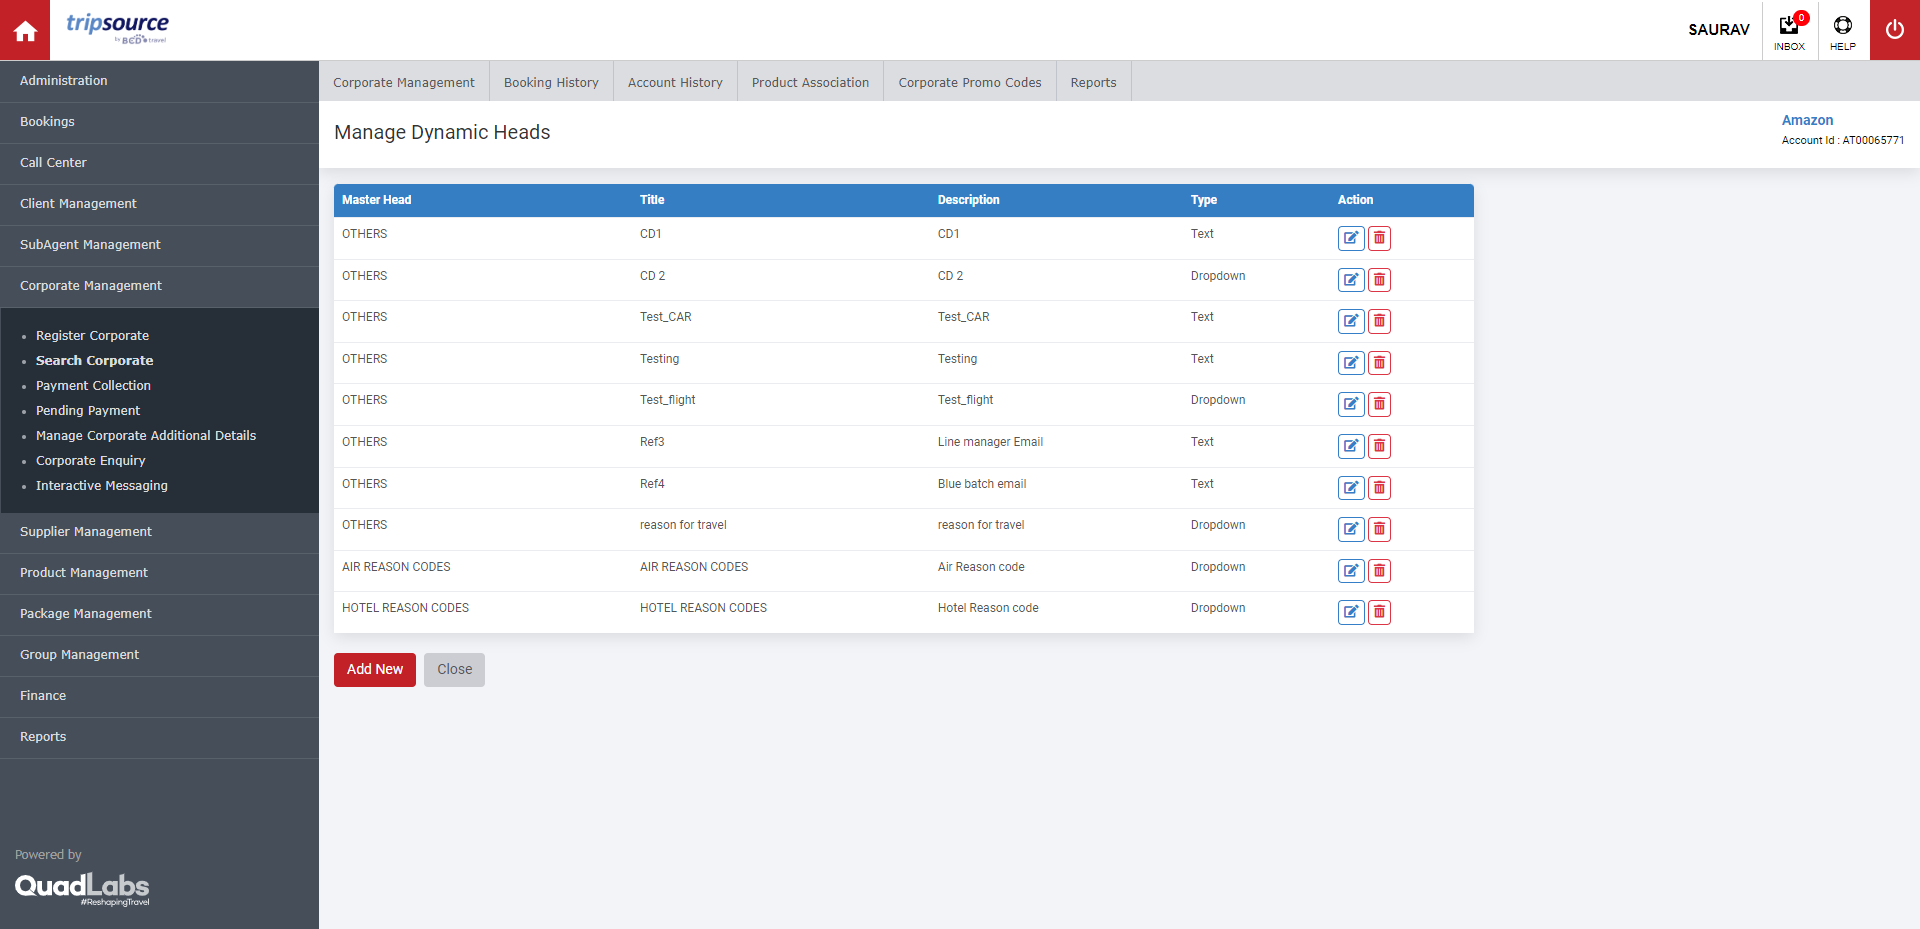 tripsource
by BCD travel
SAURAV
0
INBOX
HELP
Administration
Bookings
Call Center
Client Management
SubAgent Management
Corporate Management
Register Corporate
Search Corporate
Payment Collection
Pending Payment
Manage Corporate Additional Details
Corporate Enquiry
Interactive Messaging
Supplier Management
Product Management
Package Management
Group Management
Finance
Reports
Powered by
QuadLabs
#ReshapingTravel
Corporate Management Booking History Account History Product Association Corporate Promo Codes Reports
Manage Dynamic Heads
Amazon
Account Id : AT00065771
Master Head Title Description Type Action
OTHERS CD1 CD1 Text
OTHERS CD 2 CD 2 Dropdown
OTHERS Test_CAR Test_CAR Text
OTHERS Testing Testing Text
OTHERS Test_flight Test_flight Dropdown
OTHERS Ref3 Line manager Email Text
OTHERS Ref4 Blue batch email Text
OTHERS reason for travel reason for travel Dropdown
AIR REASON CODES AIR REASON CODES Air Reason code Dropdown
HOTEL REASON CODES HOTEL REASON CODES Hotel Reason code Dropdown
Add New Close